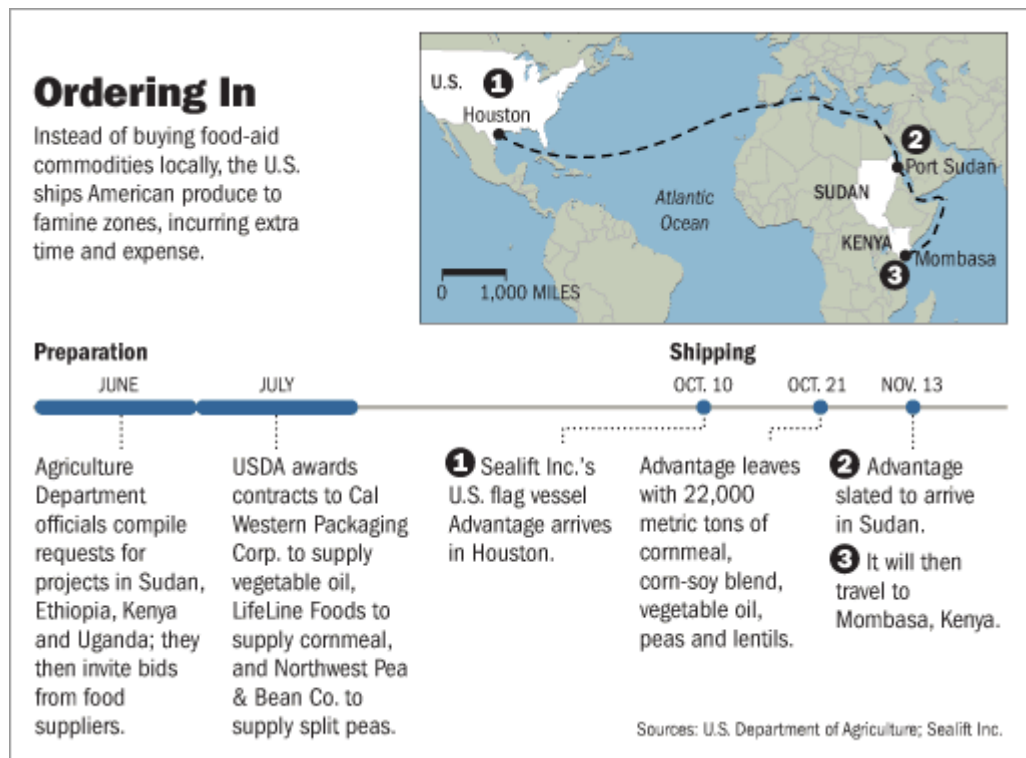 Ordering In
Instead of buying food-aid
commodities locally, the U.S.
ships American produce to
famine zones, incurring extra
time and expense.
U.S.
1
Houston
2
Port Sudan
SUDAN
Atlantic
Ocean
KENYA
Mombasa
3
0 1,000 MILES
Preparation
Shipping
JUNE
JULY
OCT. 10
OCT. 21
NOV. 13
Agriculture
Department
officials compile
requests for
projects in Sudan,
Ethiopia, Kenya
and Uganda; they
then invite bids
from food
suppliers.
USDA awards
contracts to Cal
Western Packaging
Corp. to supply
vegetable oil,
LifeLine Foods to
supply cornmeal,
and Northwest Pea
& Bean Co. to
supply split peas.
1 Sealift Inc.'s
U.S. flag vessel
Advantage arrives
in Houston.
Advantage leaves
with 22,000
metric tons of
cornmeal,
corn-soy blend,
vegetable oil,
peas and lentils.
2 Advantage
slated to arrive
in Sudan.
3 It will then
travel to
Mombasa, Kenya.
Sources: U.S. Department of Agriculture; Sealift Inc.